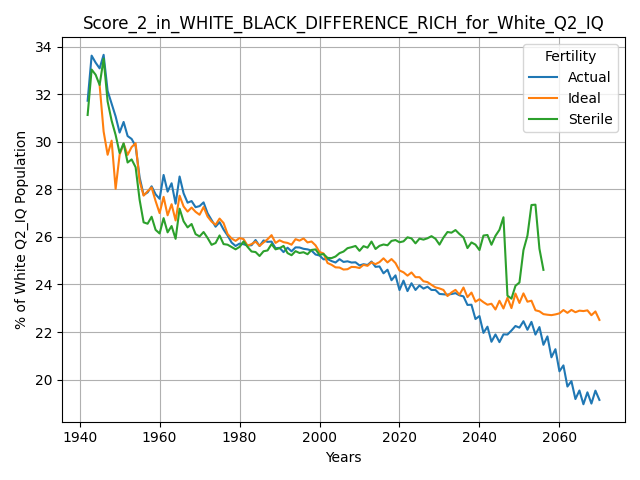 Score_2_in_WHITE_BLACK_DIFFERENCE_RICH_for_White_Q2_IQ
Fertility
Actual
Ideal
Sterile
% of White Q2_IQ Population
34
32
30
28
26
24
22
20
1940
1960
1980
2000
2020
2040
2060
Years